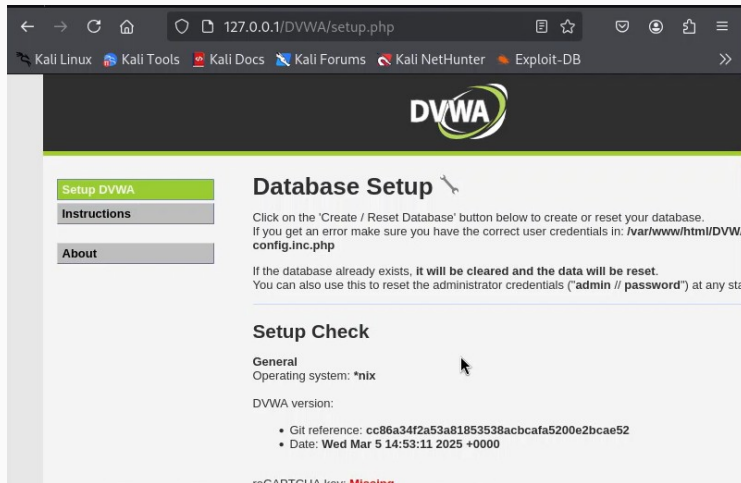 127.0.0.1/DVWA/setup.php
Kali Linux Kali Tools Kali Docs Kali Forums Kali NetHunter Exploit-DB
DVWA
Setup DVWA
Instructions
About
Database Setup
Click on the 'Create / Reset Database' button below to create or reset your database.
If you get an error make sure you have the correct user credentials in: /var/www/html/DVW
config.inc.php
If the database already exists, it will be cleared and the data will be reset.
You can also use this to reset the administrator credentials ("admin // password") at any sta
Setup Check
General
Operating system: *nix
DVWA version:
• Git reference: cc86a34f2a53a81853538acbcafa5200e2bcae52
• Date: Wed Mar 5 14:53:11 2025 +0000
reCAPTCHA key: Missing